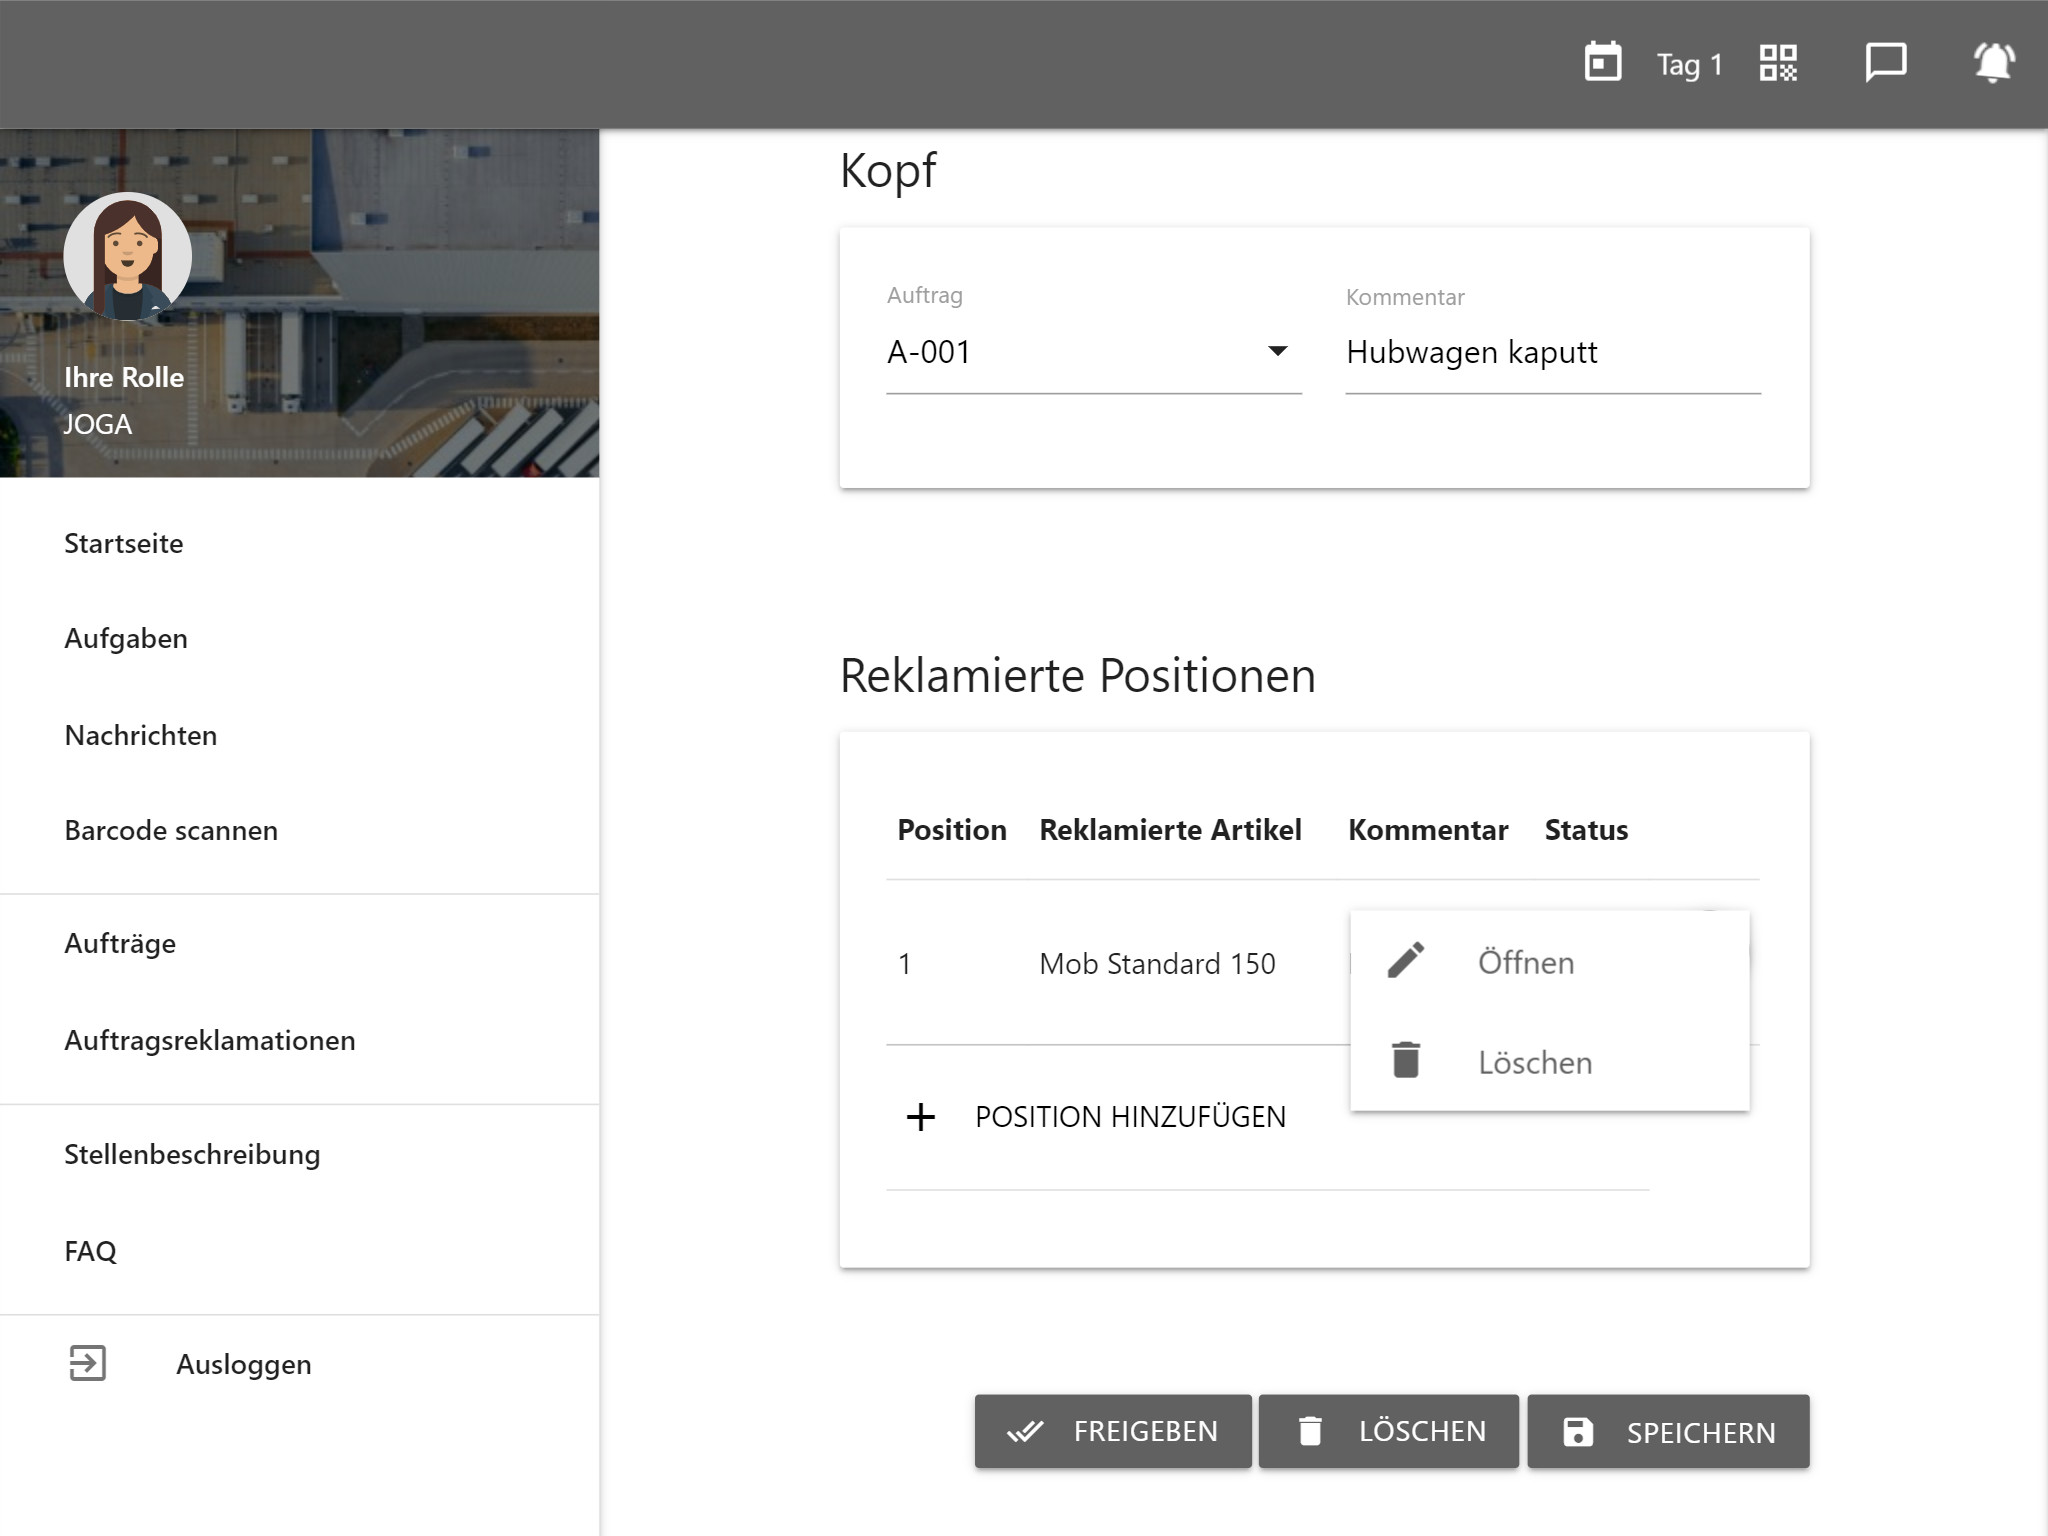 Tag 1
Ihre Rolle
JOGA
Startseite
Aufgaben
Nachrichten
Barcode scannen
Aufträge
Auftragsreklamationen
Stellenbeschreibung
FAQ
Ausloggen
Kopf
Auftrag
A-001
Kommentar
Hubwagen kaputt
Reklamierte Positionen
Position Reklamierte Artikel Kommentar Status
1 Mob Standard 150
Öffnen
Löschen
POSITION HINZUFÜGEN
FREIGEBEN LÖSCHEN SPEICHERN